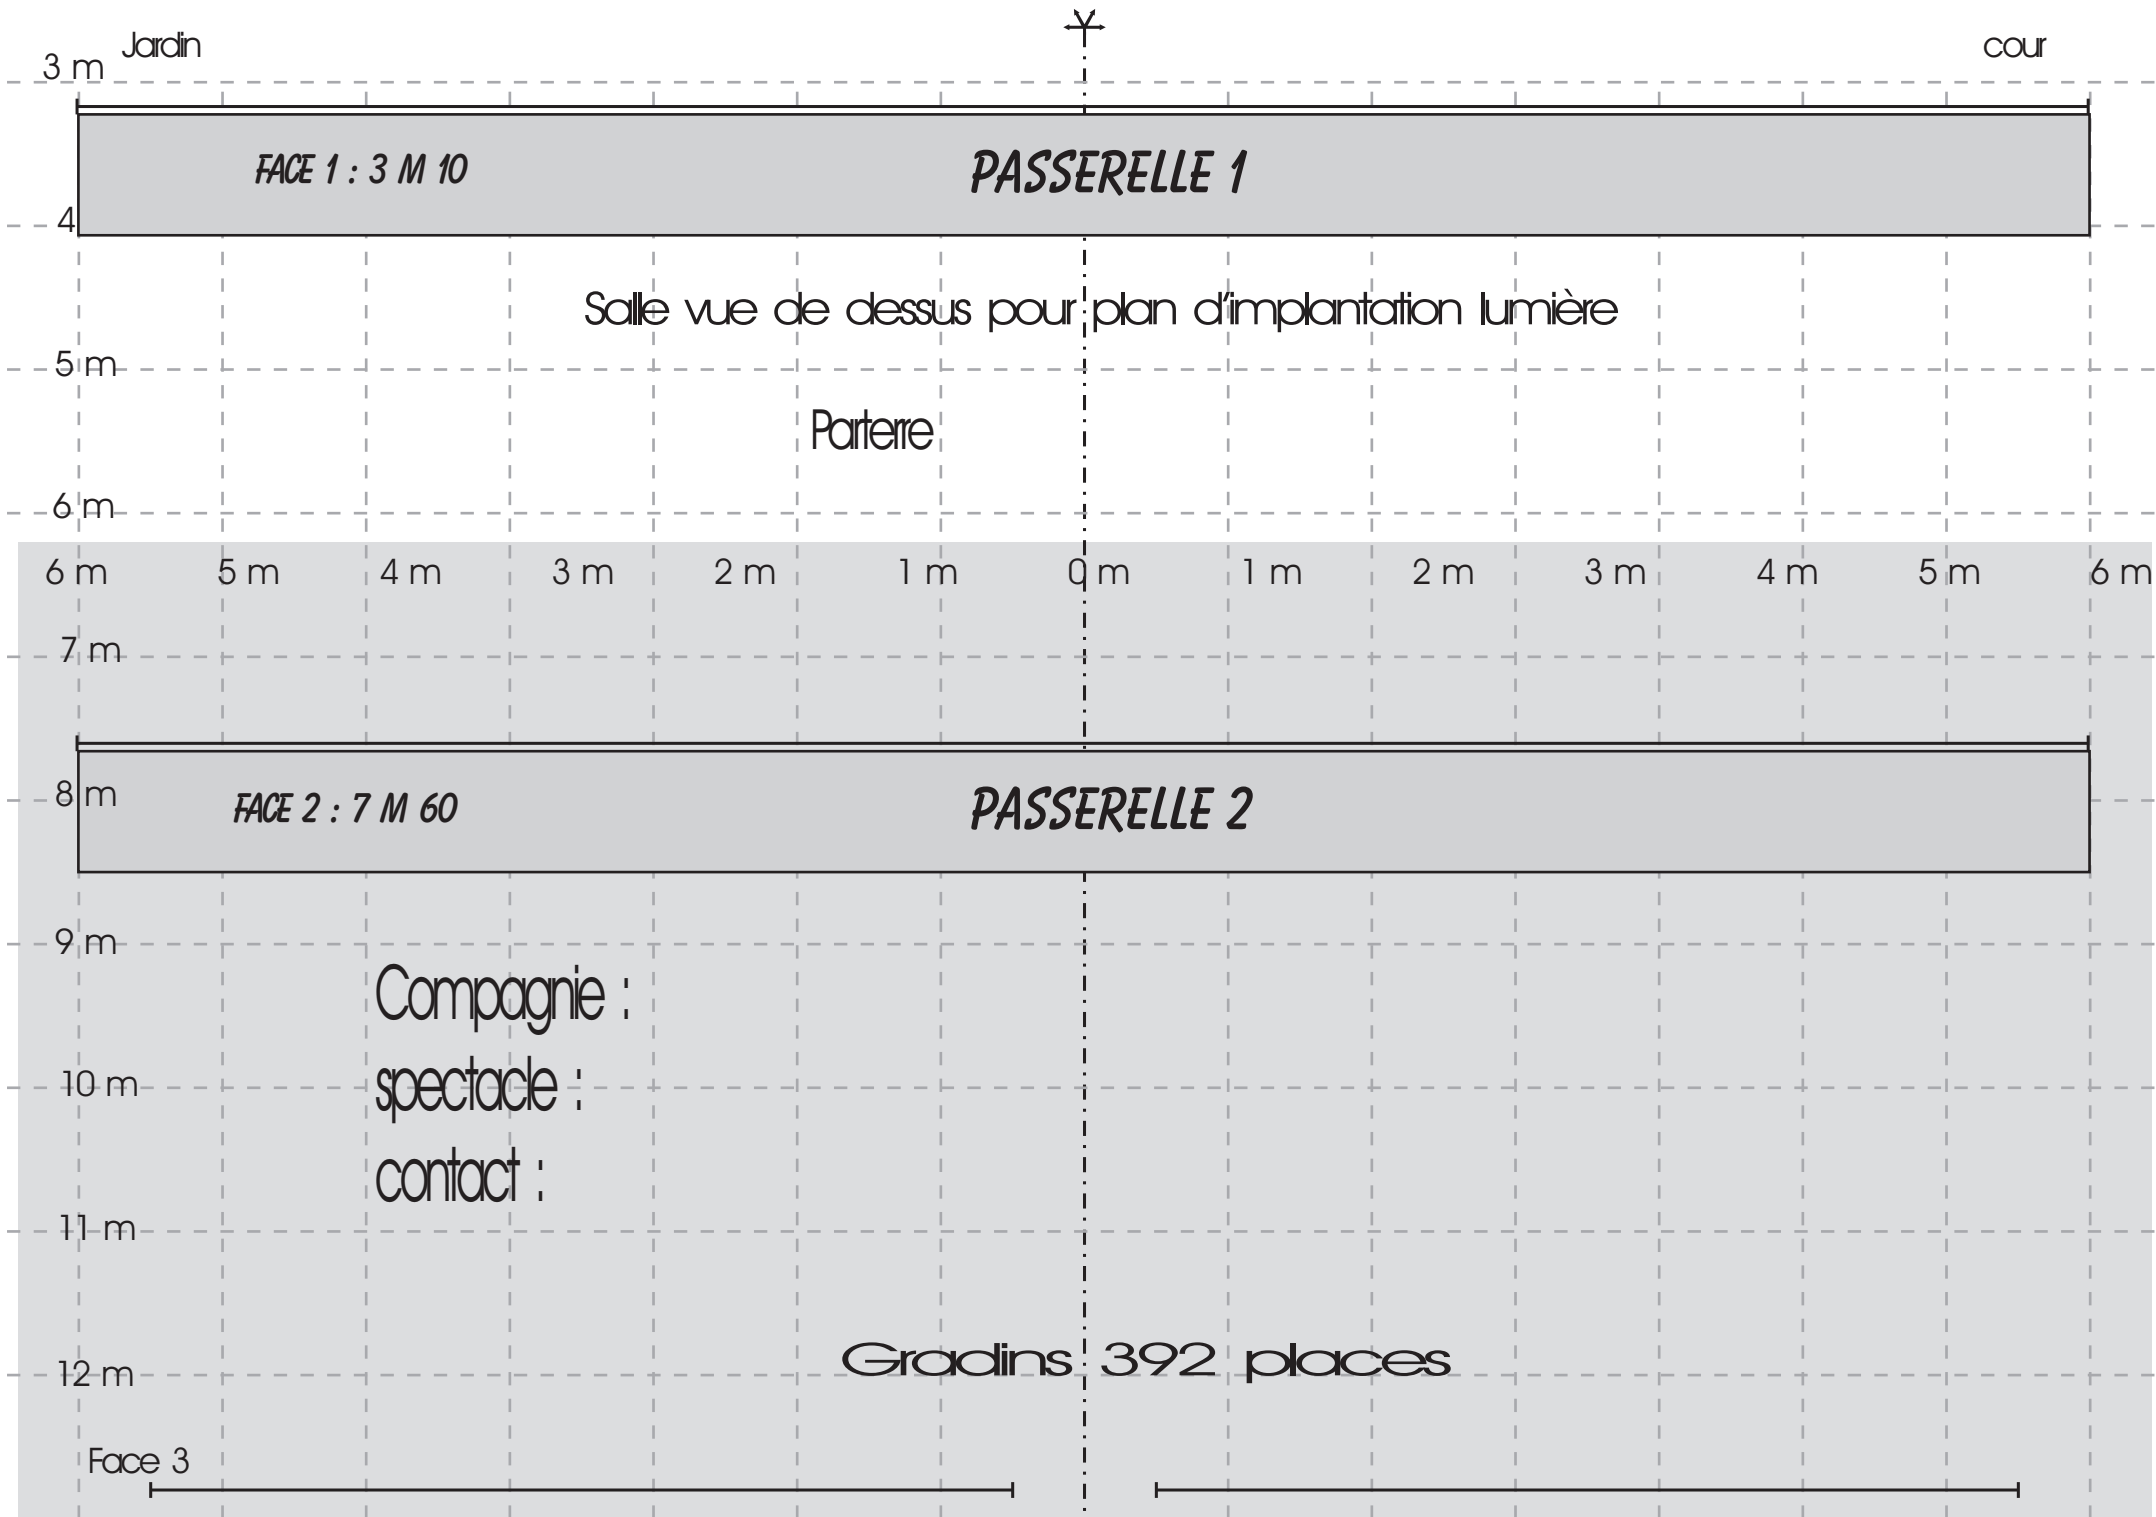 Jardin
cour
3 m
FACE 1 : 3 M 10
PASSERELLE 1
4
Salle vue de dessus pour plan d'implantation lumière
5 m
Parterre
6 m
6 m 5 m 4 m 3 m 2 m 1 m 0 m 1 m 2 m 3 m 4 m 5 m 6 m
7 m
8 m
FACE 2 : 7 M 60
PASSERELLE 2
9 m
Compagnie :
10 m
spectacle :
contact :
11 m
Gradins 392 places
12 m
Face 3